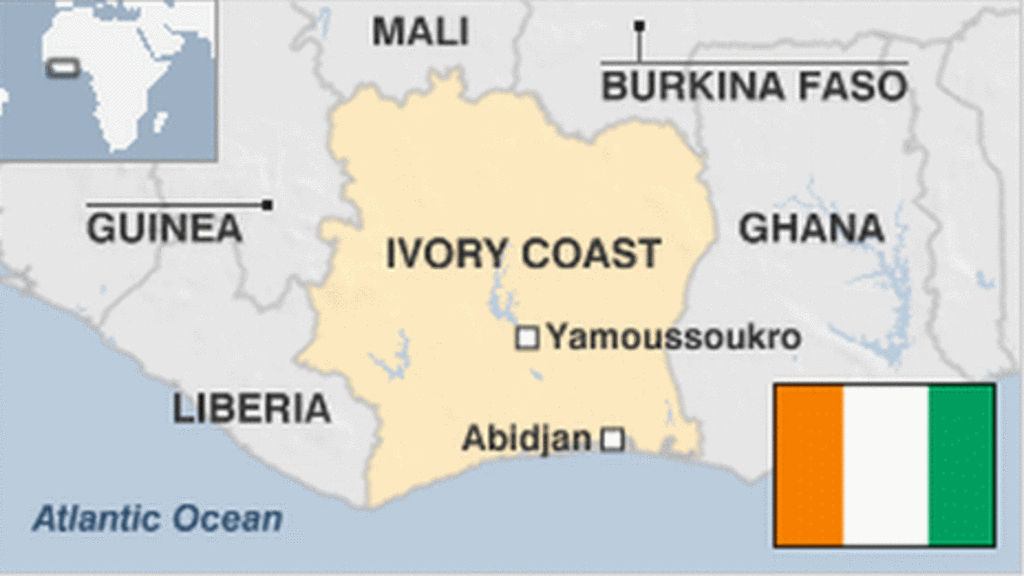 MALI
BURKINA FASO
GUINEA
GHANA
IVORY COAST
Yamoussoukro
LIBERIA
Abidjan
Atlantic Ocean